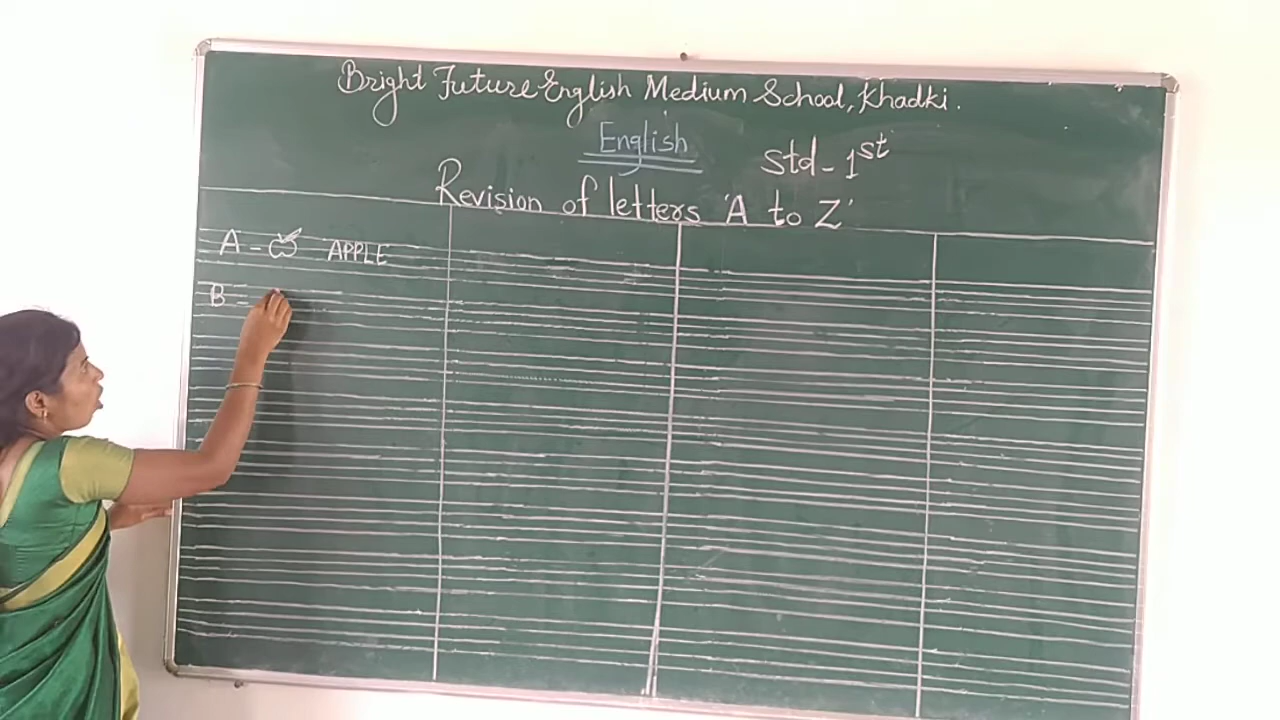 Bright Future English Medium School, Khadki.
English
Std - 1st
Revision of letters 'A to Z'
A - APPLE
B =